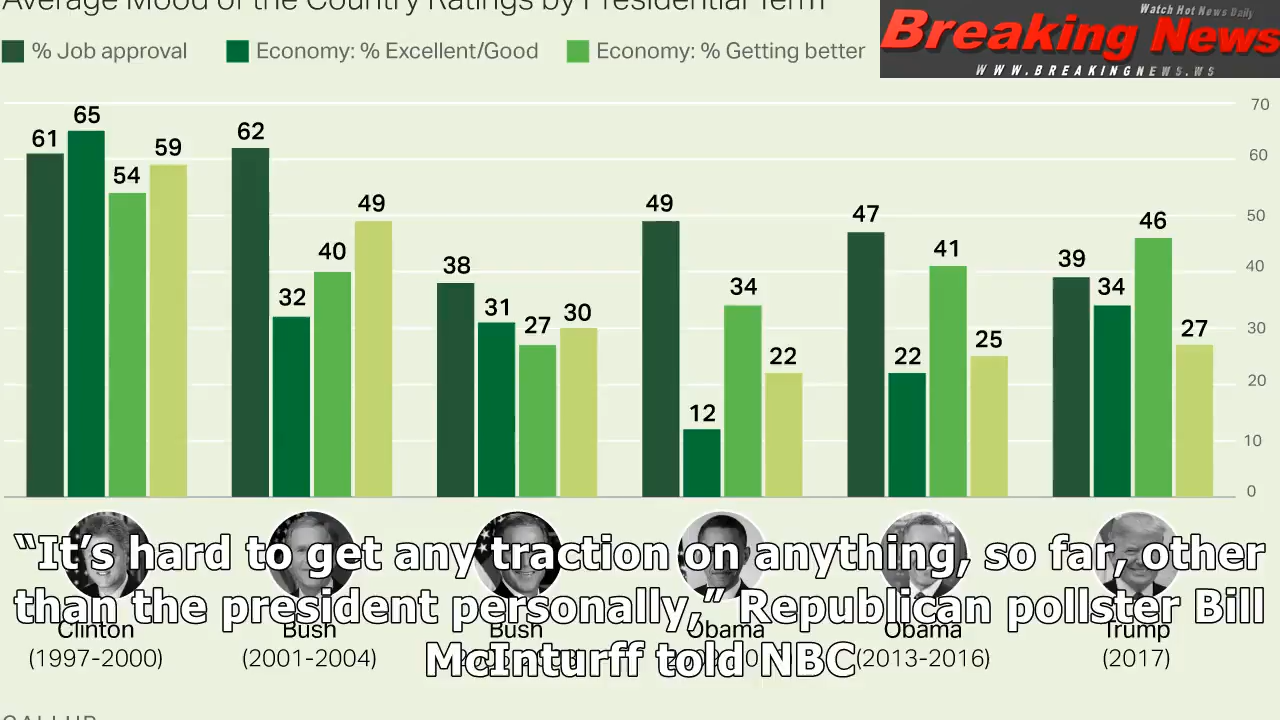 Average Mood of the Country Ratings by Presidential Term
% Job approval Economy: % Excellent/Good Economy: % Getting better
Watch Hot News Daily
Breaking News
WWW.BREAKINGNEWS.WS
70
60
50
40
30
20
10
0
61 65 54 59
62 32 40 49
38 31 27 30
49 12 34 22
47 22 41 25
39 34 46 27
“It’s hard to get any traction on anything, so far, other
than the president personally,” Republican pollster Bill
McInturff told NBC
Clinton Bush Bush Obama Obama Trump
(1997-2000) (2001-2004) (2013-2016) (2017)
GALLUP